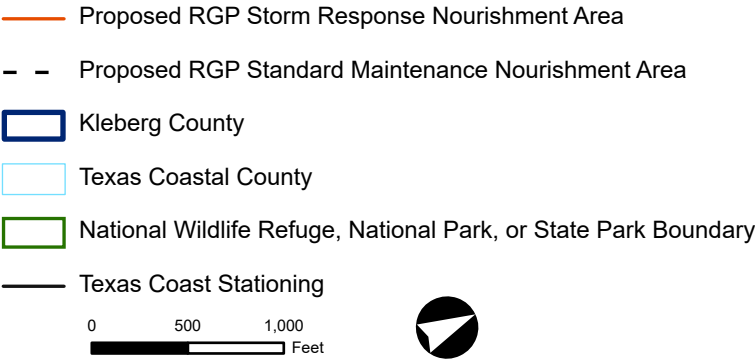 Proposed RGP Storm Response Nourishment Area
Proposed RGP Standard Maintenance Nourishment Area
Kleberg County
Texas Coastal County
National Wildlife Refuge, National Park, or State Park Boundary
Texas Coast Stationing
0 500 1,000
Feet